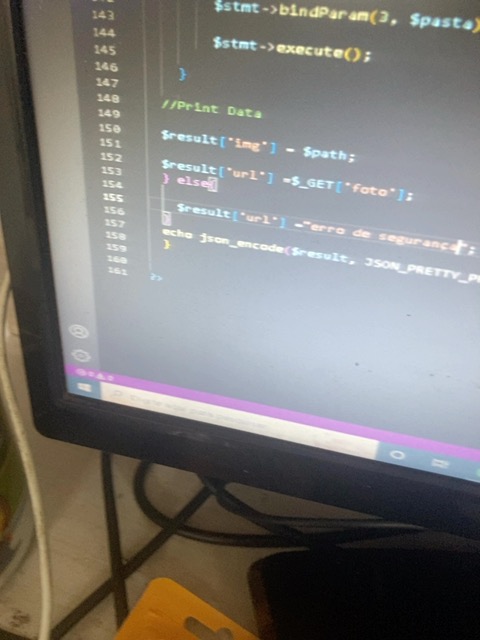 143 $stmt->bindParam(3, $pasta)
144
145 $stmt->execute();
146
147 }
148
149 //Print Data
150
151 $result['img'] = $path;
152
153 $result['url'] =$_GET['foto'];
154 } else{
155
156 $result['url'] ="erro de segurança";
157 }
158 echo json_encode($result, JSON_PRETTY_P
159 }
160
161 ?>